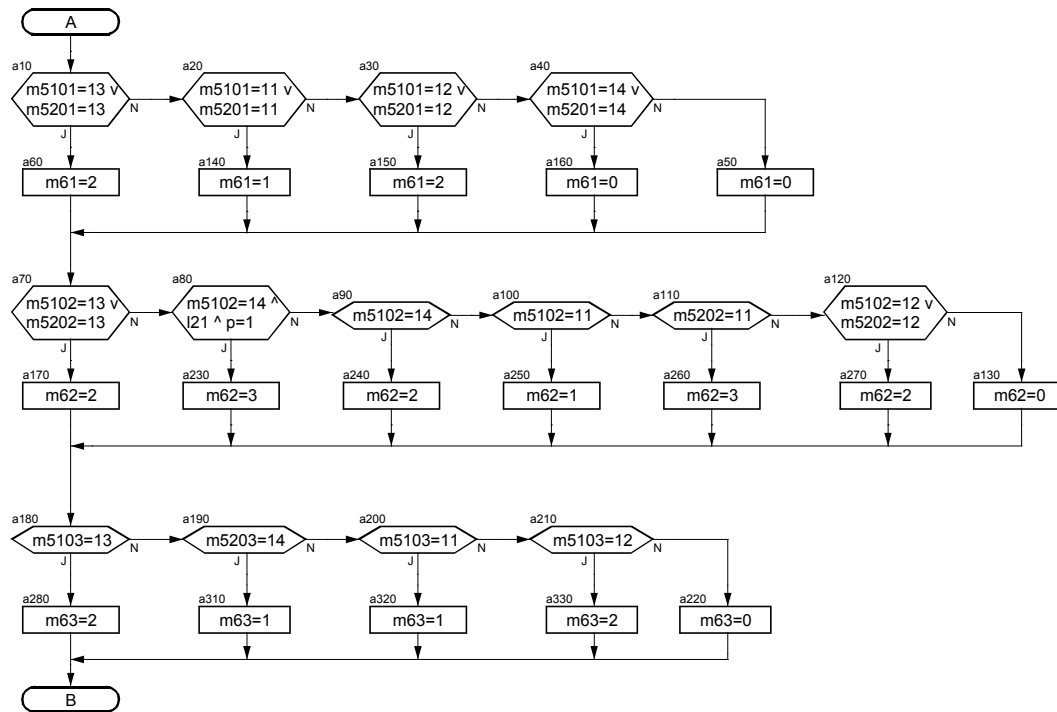 A
a10
m5101=13 v
m5201=13
N
J
a20
m5101=11 v
m5201=11
N
J
a30
m5101=12 v
m5201=12
N
J
a40
m5101=14 v
m5201=14
N
J
a60
m61=2
a140
m61=1
a150
m61=2
a160
m61=0
a50
m61=0
a70
m5102=13 v
m5202=13
N
J
a80
m5102=14 ^
l21 ^ p=1
N
J
a90
m5102=14
N
J
a100
m5102=11
N
J
a110
m5202=11
N
J
a120
m5102=12 v
m5202=12
N
J
a170
m62=2
a230
m62=3
a240
m62=2
a250
m62=1
a260
m62=3
a270
m62=2
a130
m62=0
a180
m5103=13
N
J
a190
m5203=14
N
J
a200
m5103=11
N
J
a210
m5103=12
N
J
a280
m63=2
a310
m63=1
a320
m63=1
a330
m63=2
a220
m63=0
B